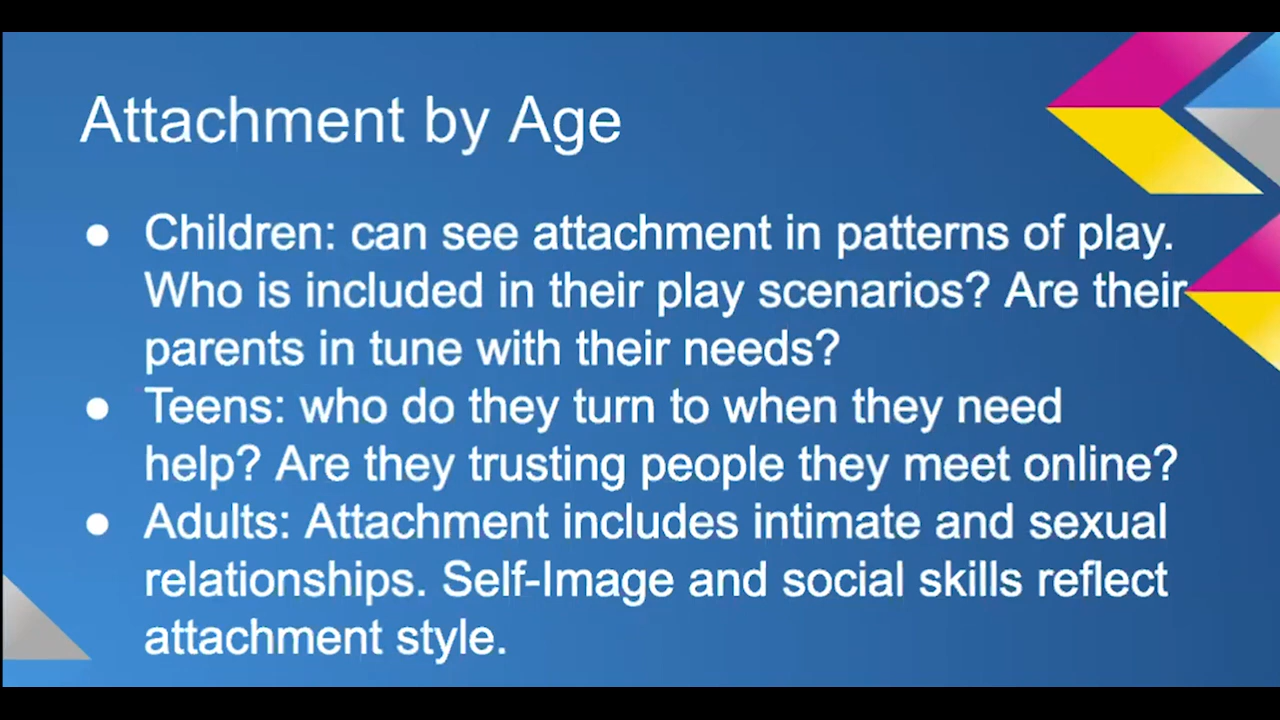 Attachment by Age
● Children: can see attachment in patterns of play.
Who is included in their play scenarios? Are their
parents in tune with their needs?
● Teens: who do they turn to when they need
help? Are they trusting people they meet online?
● Adults: Attachment includes intimate and sexual
relationships. Self-Image and social skills reflect
attachment style.